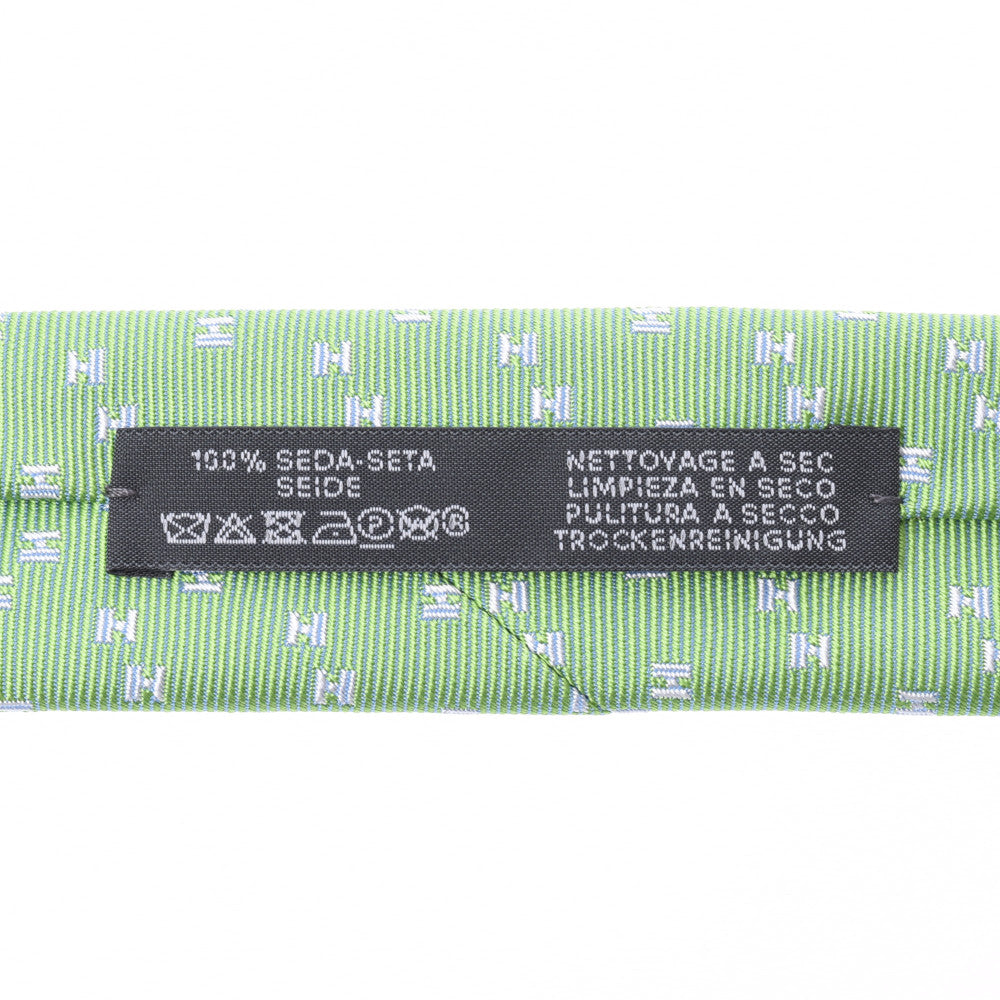 100% SEDA-SETA
SEIDE
P W R
NETTOYAGE A SEC
LIMPIEZA EN SECO
PULITURA A SECCO
TROCKENREINIGUNG